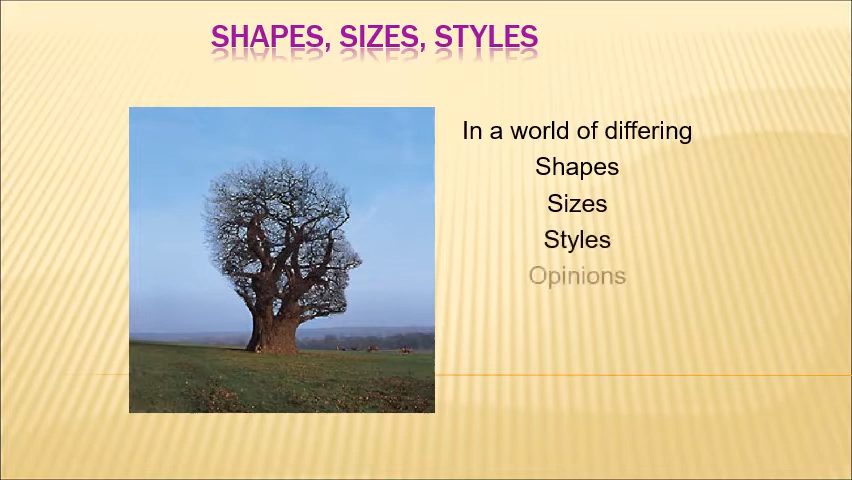 SHAPES, SIZES, STYLES
In a world of differing
Shapes
Sizes
Styles
Opinions